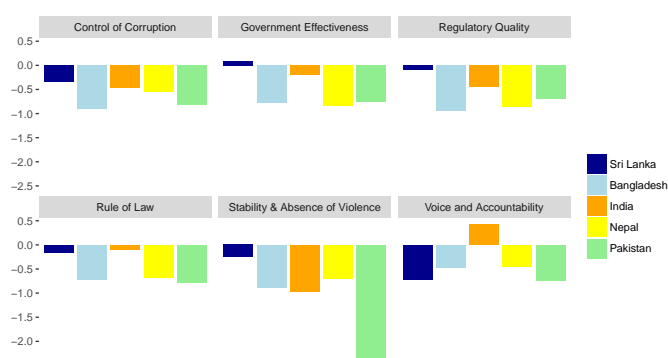 Control of Corruption Government Effectiveness Regulatory Quality
0.5
0.0
−0.5
−1.0
−1.5
−2.0
−2.5
Rule of Law Stability & Absence of Violence Voice and Accountability
0.5
0.0
−0.5
−1.0
−1.5
−2.0
Sri Lanka
Bangladesh
India
Nepal
Pakistan